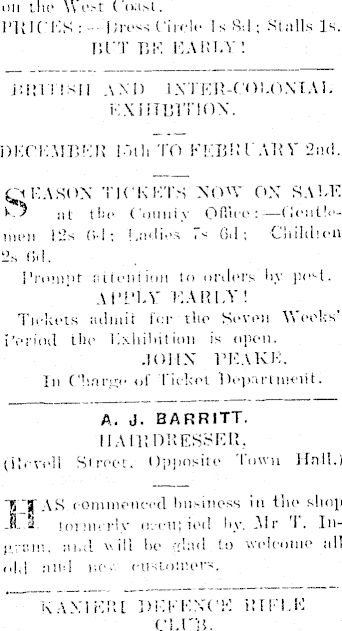 on the West Coast.
PRICES:—Dress Circle 1s 8d; Stalls 1s.
BUT BE EARLY!
BRITISH AND INTER-COLONIAL
EXHIBITION.
DECEMBER 15th TO FEBRUARY 2nd.
SEASON TICKETS NOW ON SALE
at the County Office:—Gentle-
men 12s 6d; Ladies 7s 6d; Children
2s 6d.
Prompt attention to orders by post.
APPLY EARLY!
Tickets admit for the Seven Weeks'
Period the Exhibition is open.
JOHN PEAKE,
In Charge of Ticket Department.
A. J. BARRITT.
HAIRDRESSER,
(Revell Street, Opposite Town Hall.)
HAS commenced business in the shop
formerly occupied by Mr T. In-
gram, and will be glad to welcome all
old and new customers.
KANIERI DEFENCE RIFLE
CLUB.